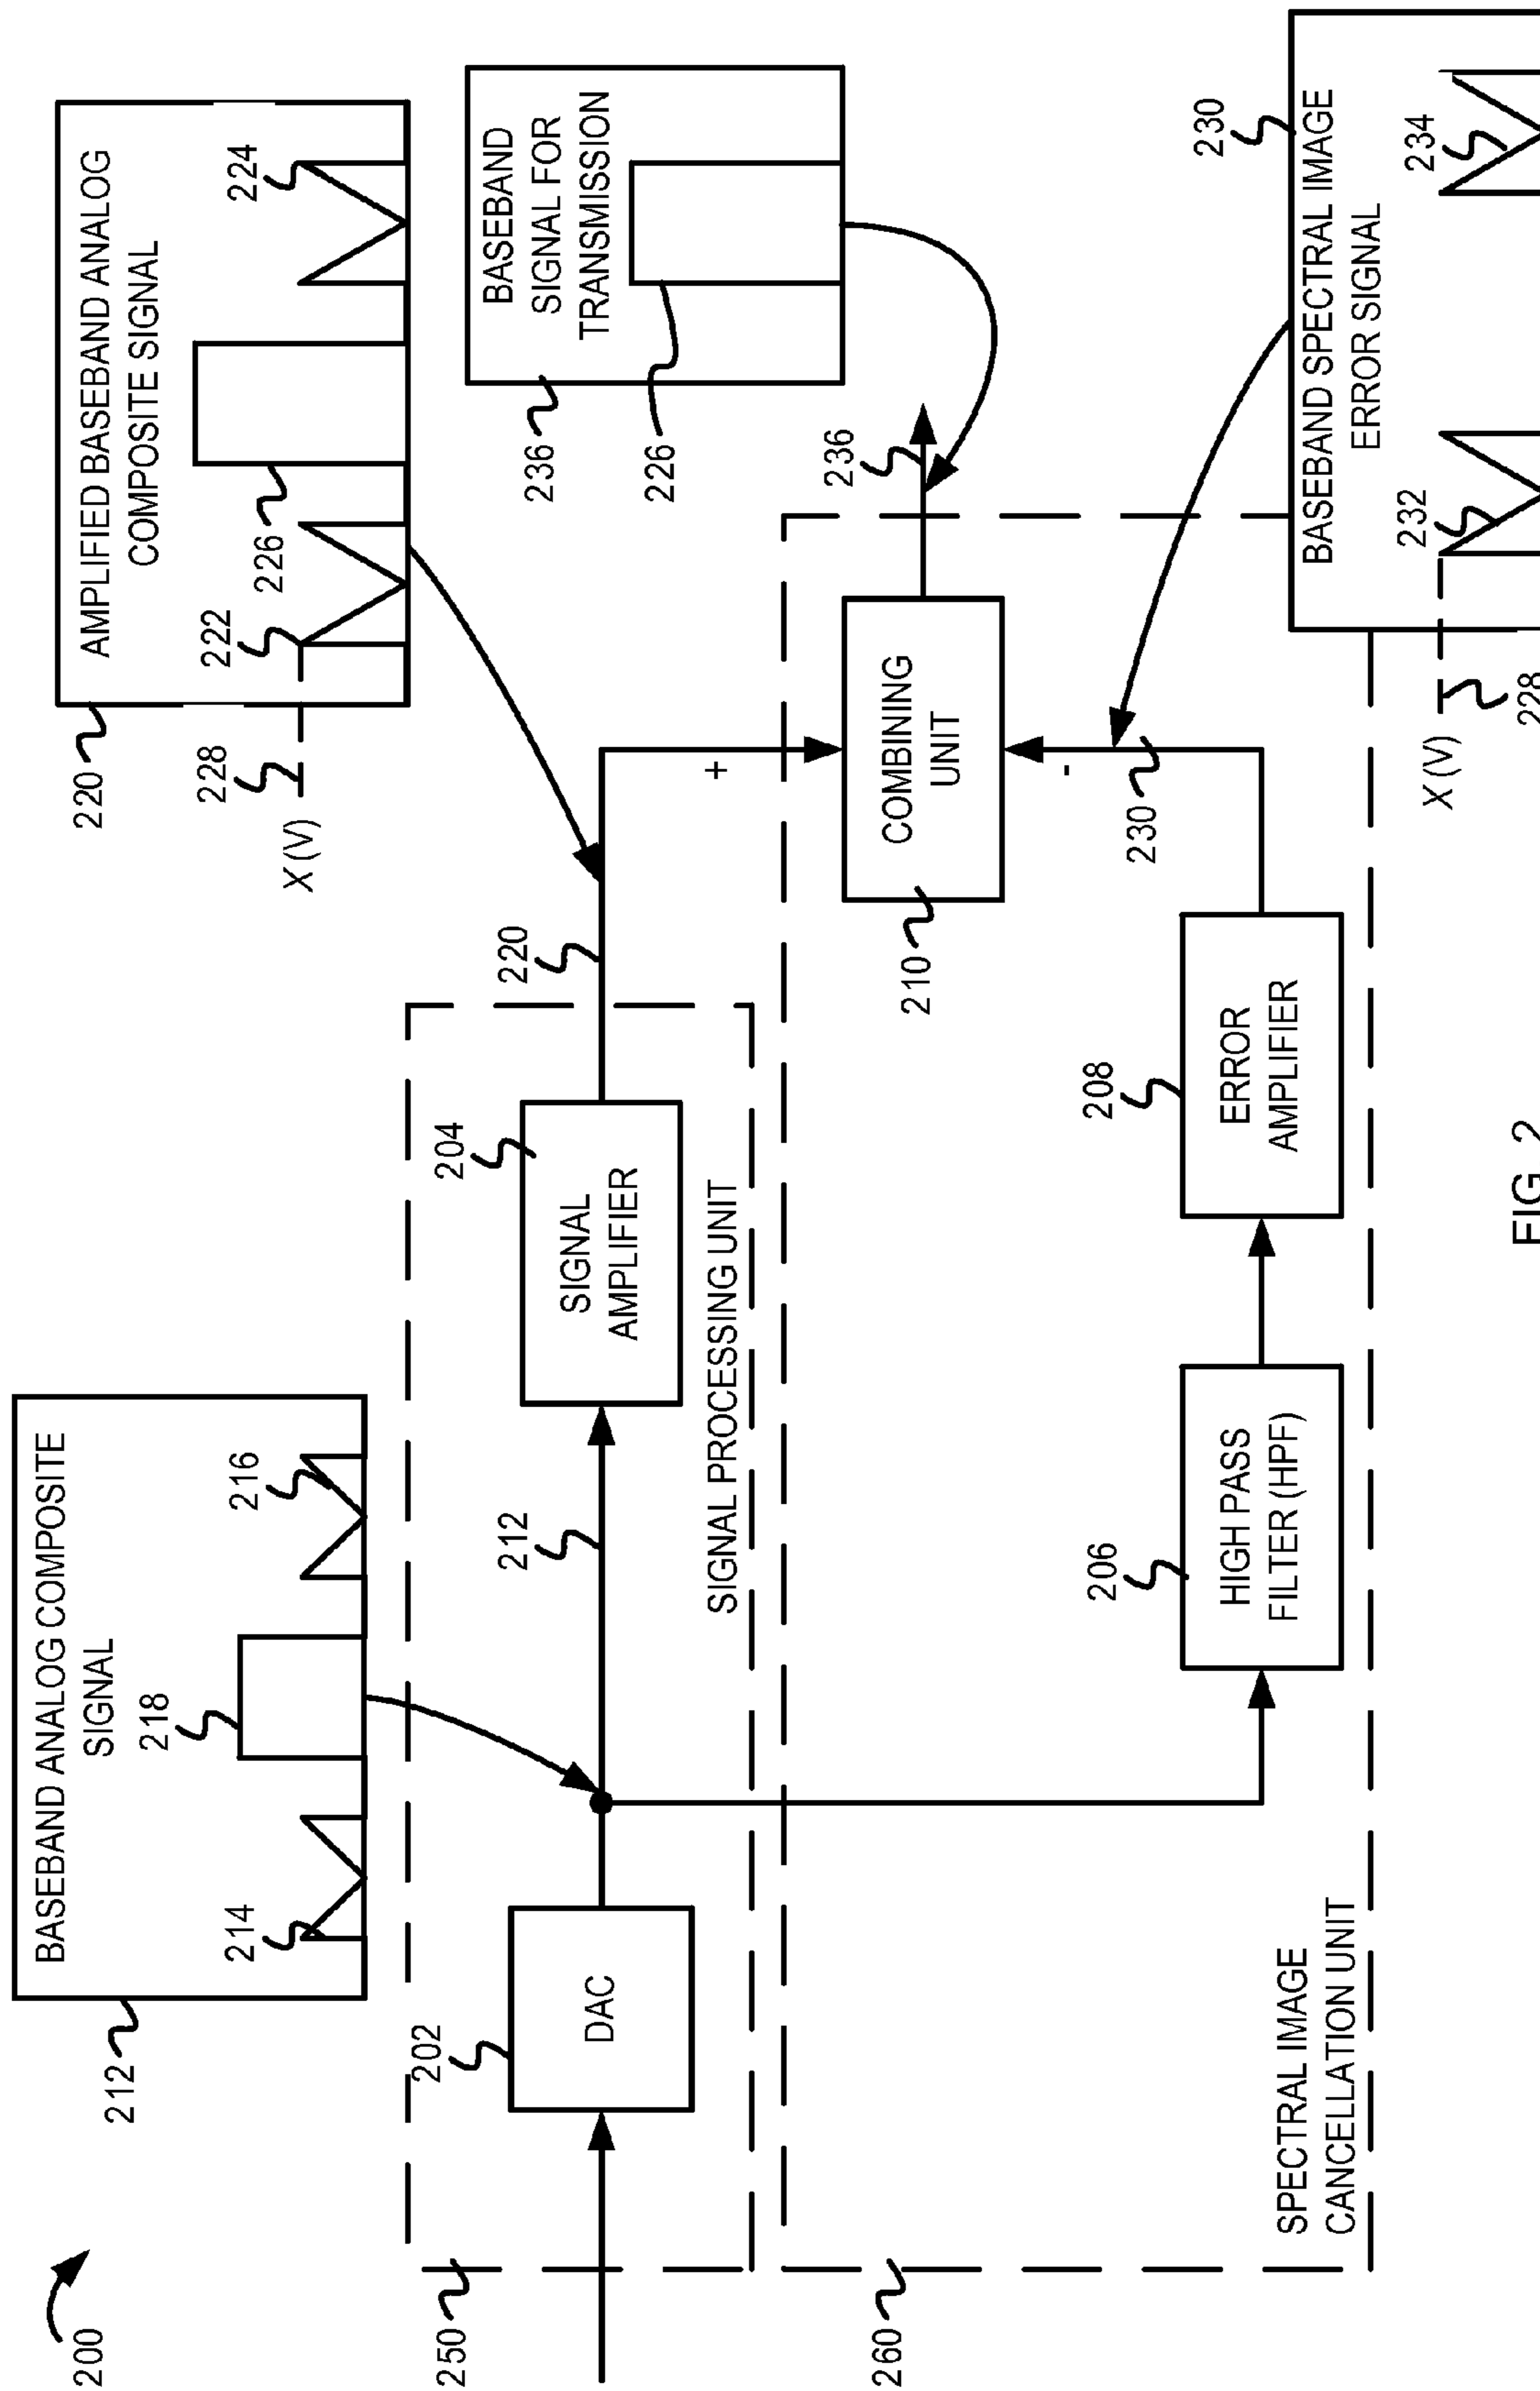 200
212
BASEBAND ANALOG COMPOSITE
SIGNAL
214
218
216
220
AMPLIFIED BASEBAND ANALOG
COMPOSITE SIGNAL
222
226
224
228
X (V)
236
BASEBAND
SIGNAL FOR
TRANSMISSION
226
250
202
DAC
212
204
SIGNAL
AMPLIFIER
220
SIGNAL PROCESSING UNIT
+
260
210
COMBINING
UNIT
236
-
230
206
HIGH PASS
FILTER (HPF)
208
ERROR
AMPLIFIER
SPECTRAL IMAGE
CANCELLATION UNIT
230
BASEBAND SPECTRAL IMAGE
ERROR SIGNAL
232
234
X (V)
228
FIG. 2